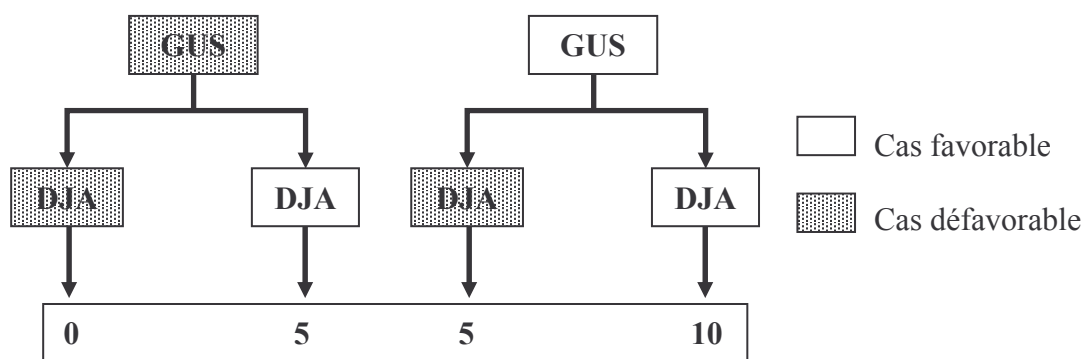 GUS GUS
Cas favorable
DJA DJA DJA DJA
Cas défavorable
0 5 5 10